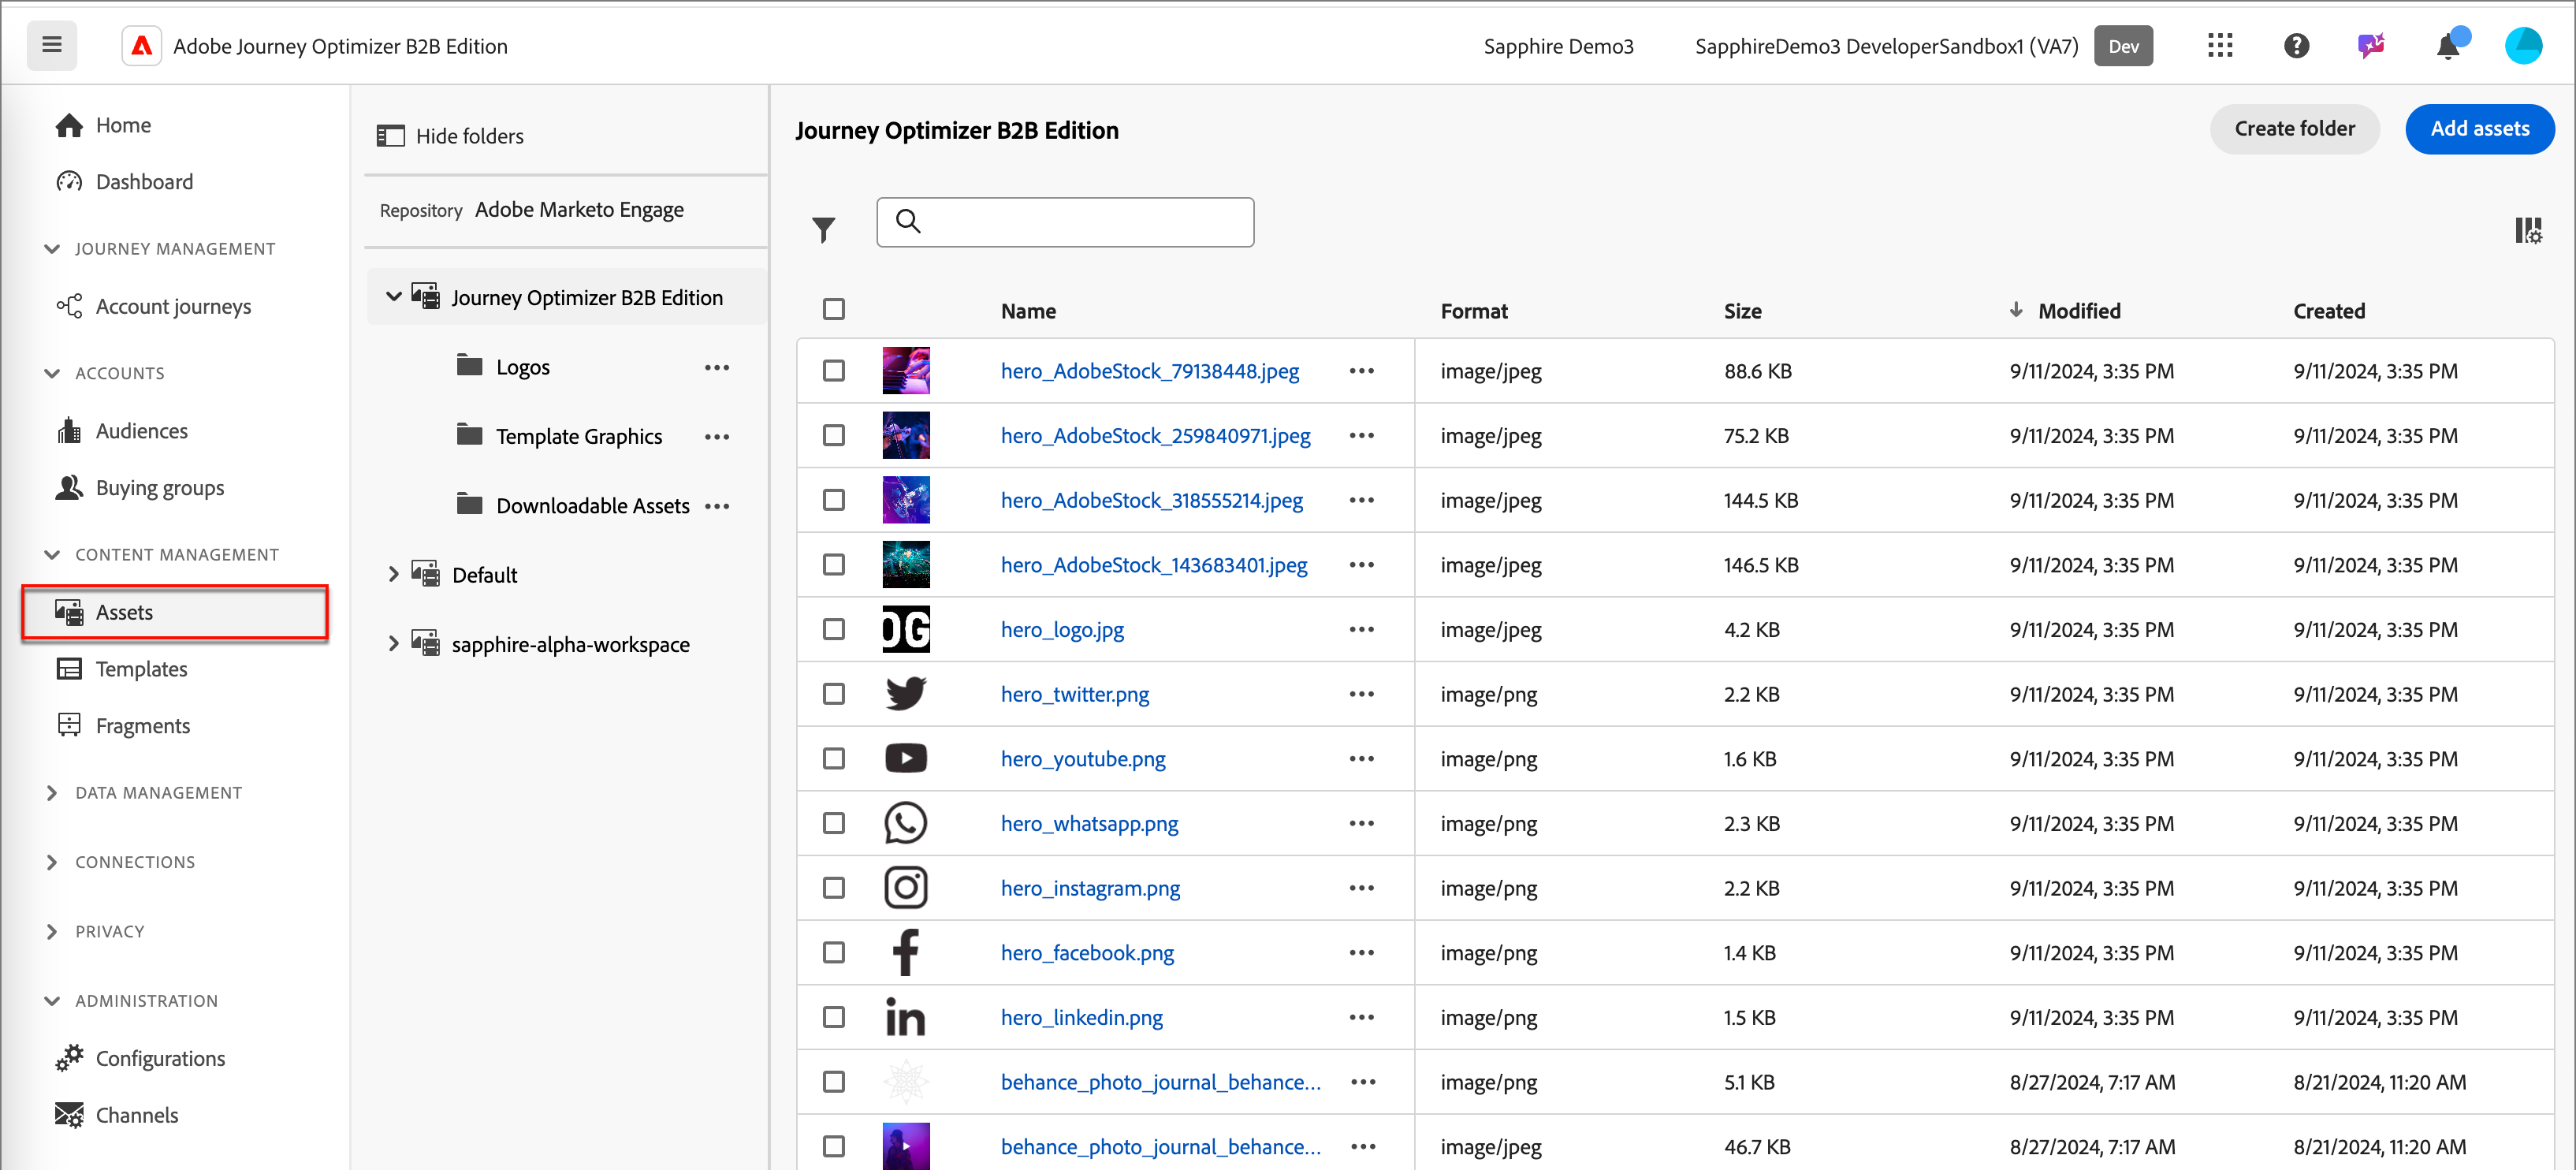 Adobe Journey Optimizer B2B Edition
Sapphire Demo3
SapphireDemo3 DeveloperSandbox1 (VA7)
Dev
Home
Dashboard
JOURNEY MANAGEMENT
Account journeys
ACCOUNTS
Audiences
Buying groups
CONTENT MANAGEMENT
Assets
Templates
Fragments
DATA MANAGEMENT
CONNECTIONS
PRIVACY
ADMINISTRATION
Configurations
Channels
Hide folders
Repository Adobe Marketo Engage
Journey Optimizer B2B Edition
Logos
Template Graphics
Downloadable Assets
Default
sapphire-alpha-workspace
Journey Optimizer B2B Edition
Create folder
Add assets
Name Format Size Modified Created
hero_AdobeStock_79138448.jpeg image/jpeg 88.6 KB 9/11/2024, 3:35 PM 9/11/2024, 3:35 PM
hero_AdobeStock_259840971.jpeg image/jpeg 75.2 KB 9/11/2024, 3:35 PM 9/11/2024, 3:35 PM
hero_AdobeStock_318555214.jpeg image/jpeg 144.5 KB 9/11/2024, 3:35 PM 9/11/2024, 3:35 PM
hero_AdobeStock_143683401.jpeg image/jpeg 146.5 KB 9/11/2024, 3:35 PM 9/11/2024, 3:35 PM
OG hero_logo.jpg image/jpeg 4.2 KB 9/11/2024, 3:35 PM 9/11/2024, 3:35 PM
hero_twitter.png image/png 2.2 KB 9/11/2024, 3:35 PM 9/11/2024, 3:35 PM
hero_youtube.png image/png 1.6 KB 9/11/2024, 3:35 PM 9/11/2024, 3:35 PM
hero_whatsapp.png image/png 2.3 KB 9/11/2024, 3:35 PM 9/11/2024, 3:35 PM
hero_instagram.png image/png 2.2 KB 9/11/2024, 3:35 PM 9/11/2024, 3:35 PM
hero_facebook.png image/png 1.4 KB 9/11/2024, 3:35 PM 9/11/2024, 3:35 PM
in hero_linkedin.png image/png 1.5 KB 9/11/2024, 3:35 PM 9/11/2024, 3:35 PM
behance_photo_journal_behance... image/png 5.1 KB 8/27/2024, 7:17 AM 8/21/2024, 11:20 AM
behance_photo_journal_behance... image/jpeg 46.7 KB 8/27/2024, 7:17 AM 8/21/2024, 11:20 AM